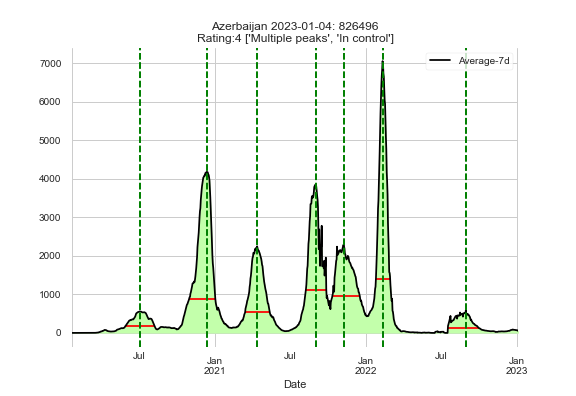 Azerbaijan 2023-01-04: 826496
Rating:4 ['Multiple peaks', 'In control']
Average-7d
7000
6000
5000
4000
3000
2000
1000
0
Jul Jan Jul Jan Jul Jan
2021 2022 2023
Date